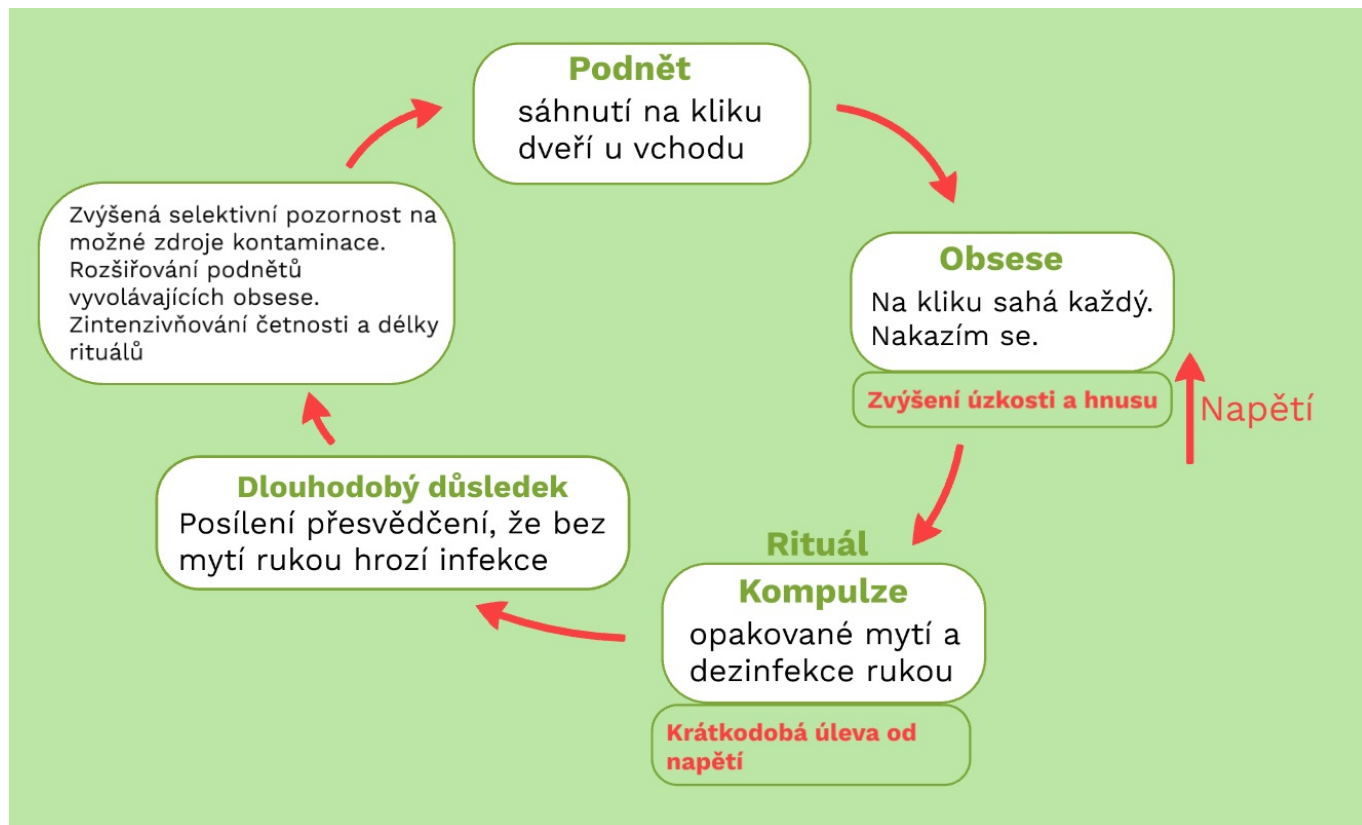 Podnět
sáhnutí na kliku
dveří u vchodu
Obsese
Na kliku sahá každý.
Nakazím se.
Zvýšení úzkosti a hnusu
Napětí
Rituál
Kompulze
opakované mytí a
dezinfekce rukou
Krátkodobá úleva od
napětí
Dlouhodobý důsledek
Posílení přesvědčení, že bez
mytí rukou hrozí infekce
Zvýšená selektivní pozornost na
možné zdroje kontaminace.
Rozšiřování podnětů
vyvolávajících obsese.
Zintenzivňování četnosti a délky
rituálů